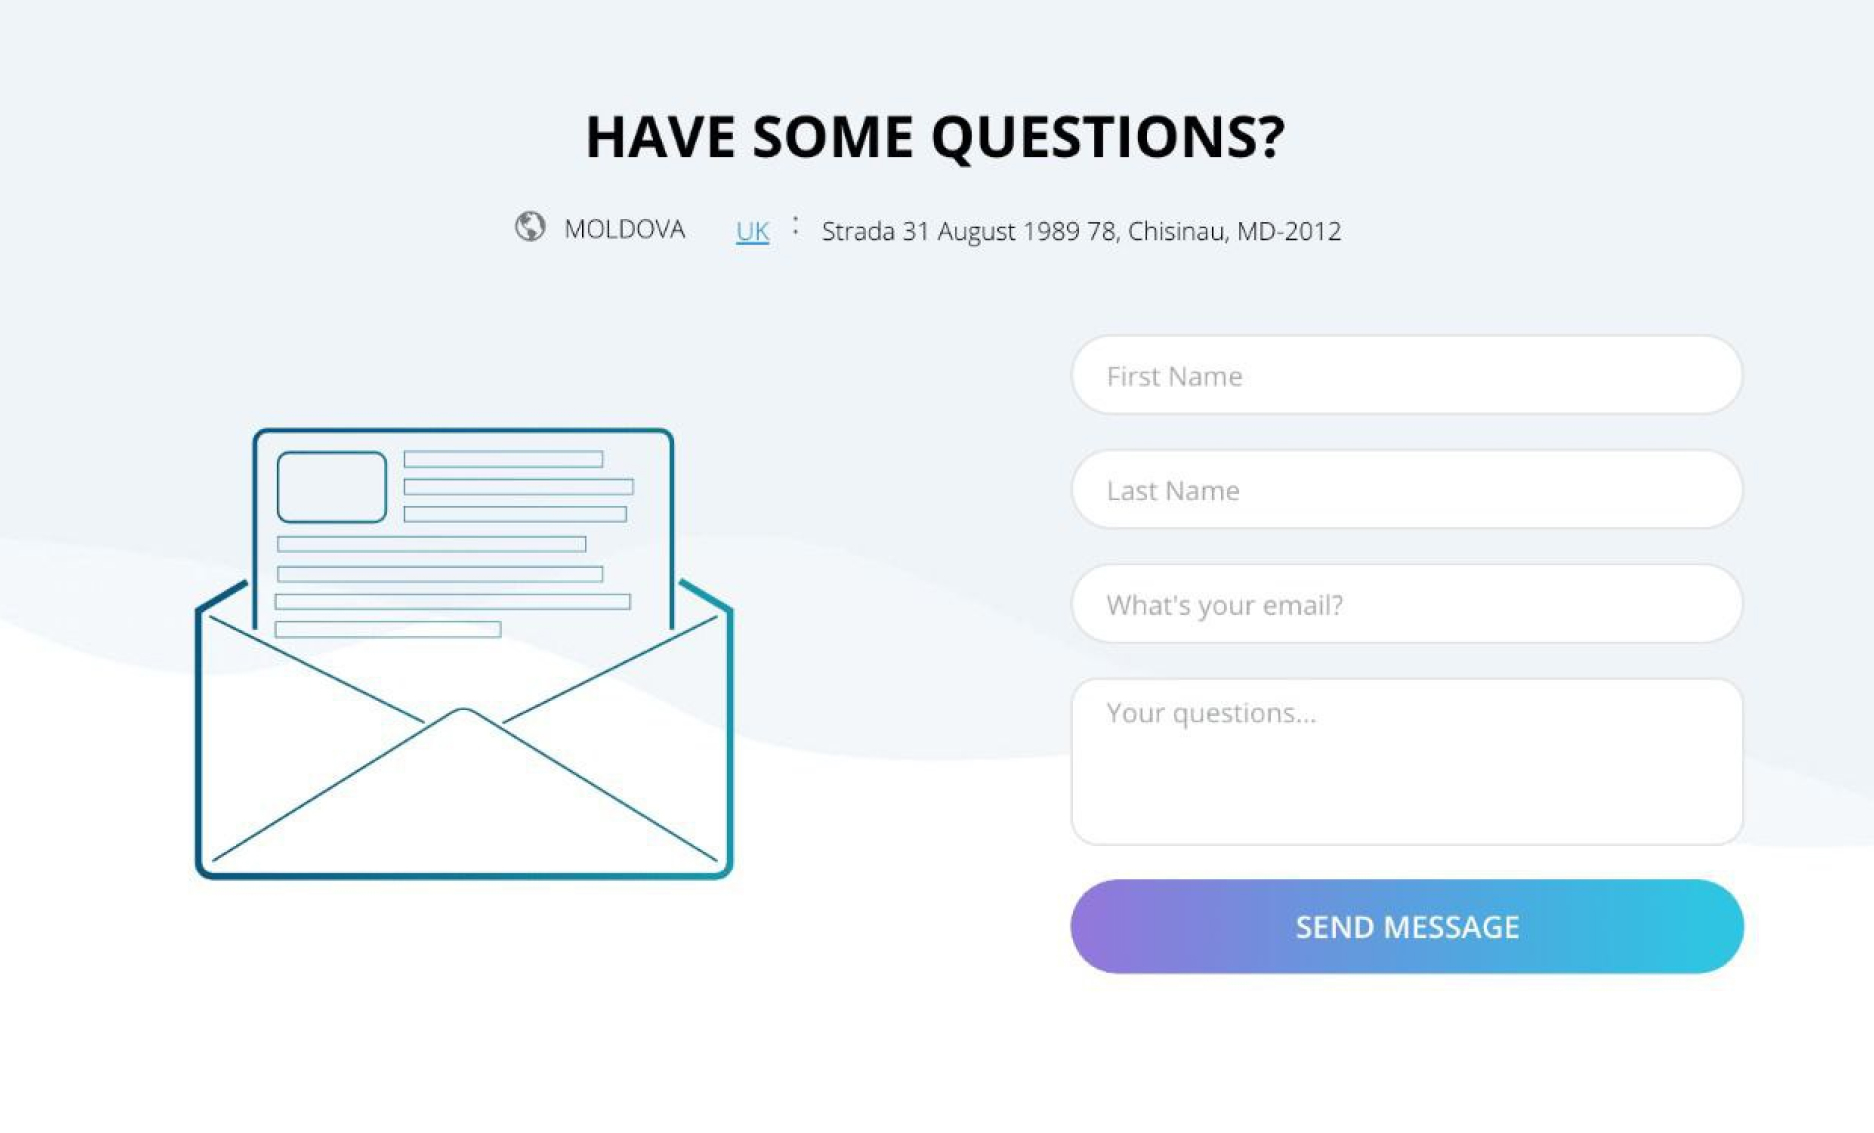 HAVE SOME QUESTIONS?
MOLDOVA UK : Strada 31 August 1989 78, Chisinau, MD-2012
First Name
Last Name
What's your email?
Your questions...
SEND MESSAGE